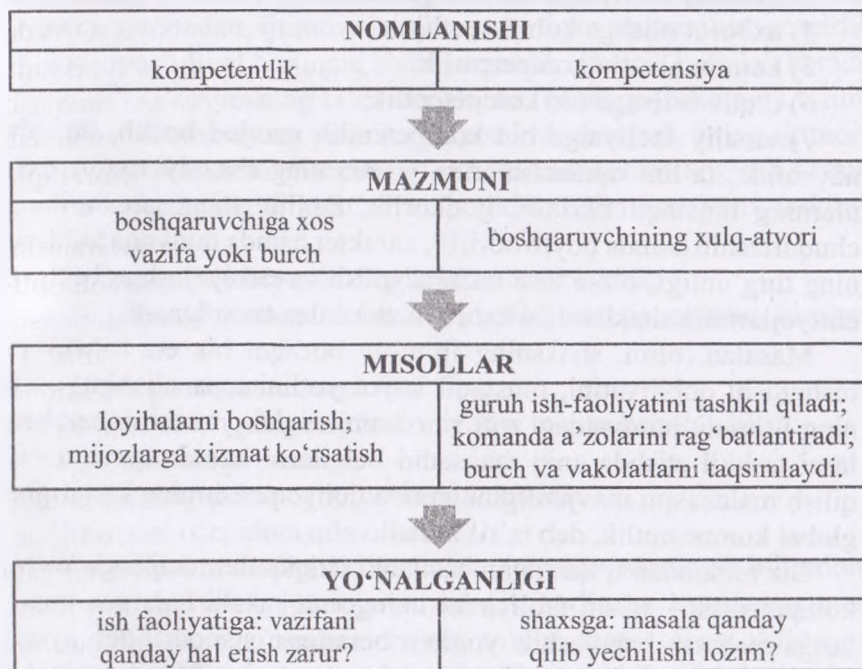 NOMLANISHI
kompetentlik
kompetensiya
MAZMUNI
boshqaruvchiga xos
vazifa yoki burch
boshqaruvchining xulq-atvori
MISOLLAR
loyihalarni boshqarish;
mijozlarga xizmat ko‘rsatish
guruh ish-faoliyatini tashkil qiladi;
komanda a’zolarini rag‘batlantiradi;
burch va vakolatlarni taqsimlaydi.
YO‘NALGANLIGI
ish faoliyatiga: vazifani
qanday hal etish zarur?
shaxsga: masala qanday
qilib yechilishi lozim?